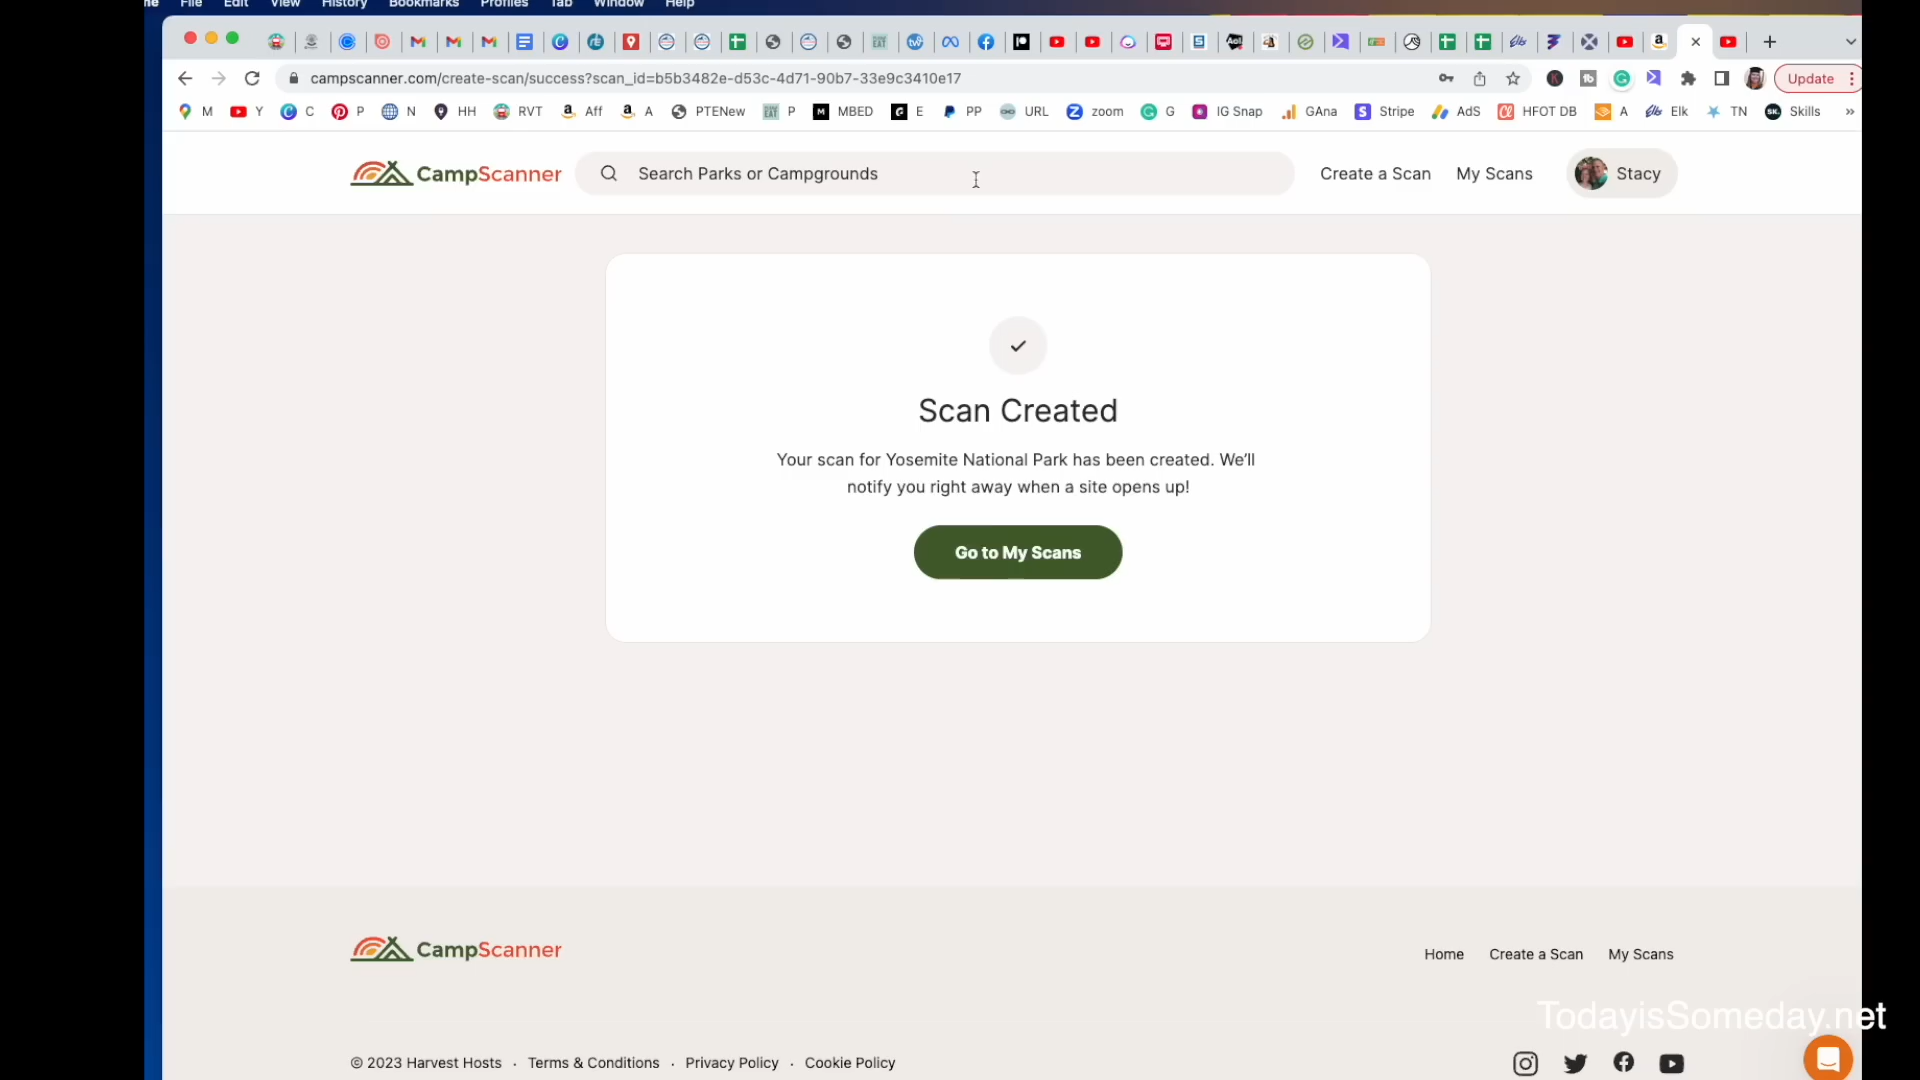 File Edit View History Bookmarks Profiles Tab Window Help
campscanner.com/create-scan/success?scan_id=b5b3482e-d53c-4d71-90b7-33e9c3410e17
Update
M Y C P N HH RVT Aff A PTENew P MBED E PP URL zoom G IG Snap GAna Stripe AdS HFOT DB A Elk TN Skills »
CampScanner Search Parks or Campgrounds Create a Scan My Scans Stacy
Scan Created
Your scan for Yosemite National Park has been created. We'll
notify you right away when a site opens up!
Go to My Scans
CampScanner
Home Create a Scan My Scans
TodayisSomeday.net
© 2023 Harvest Hosts · Terms & Conditions · Privacy Policy · Cookie Policy